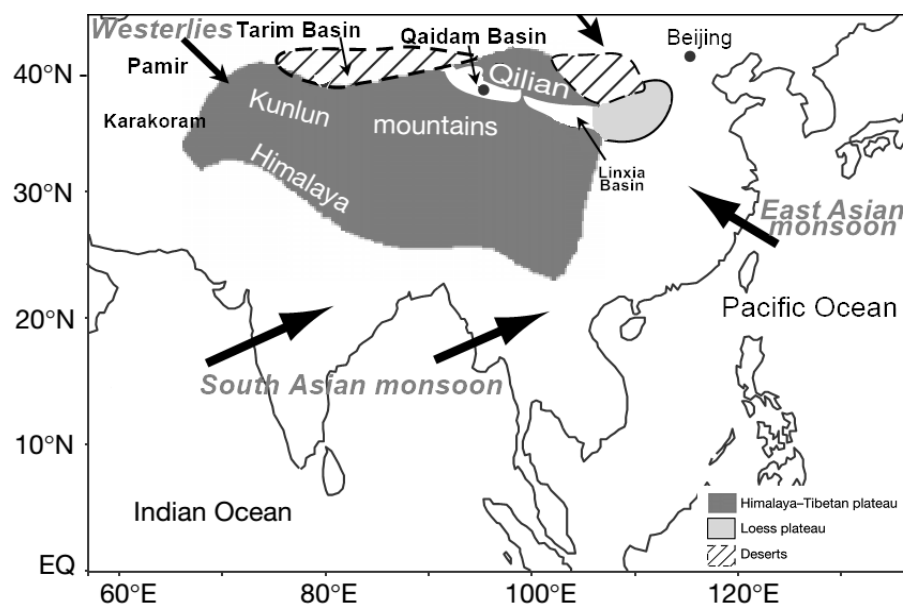 Westerlies
Tarim Basin
Qaidam Basin
Beijing
40°N
Pamir
Qilian
Kunlun
Karakoram
mountains
Linxia
Basin
Himalaya
30°N
East Asian
monsoon
20°N
Pacific Ocean
South Asian monsoon
10°N
Indian Ocean
Himalaya–Tibetan plateau
Loess plateau
Deserts
EQ
60°E
80°E
100°E
120°E